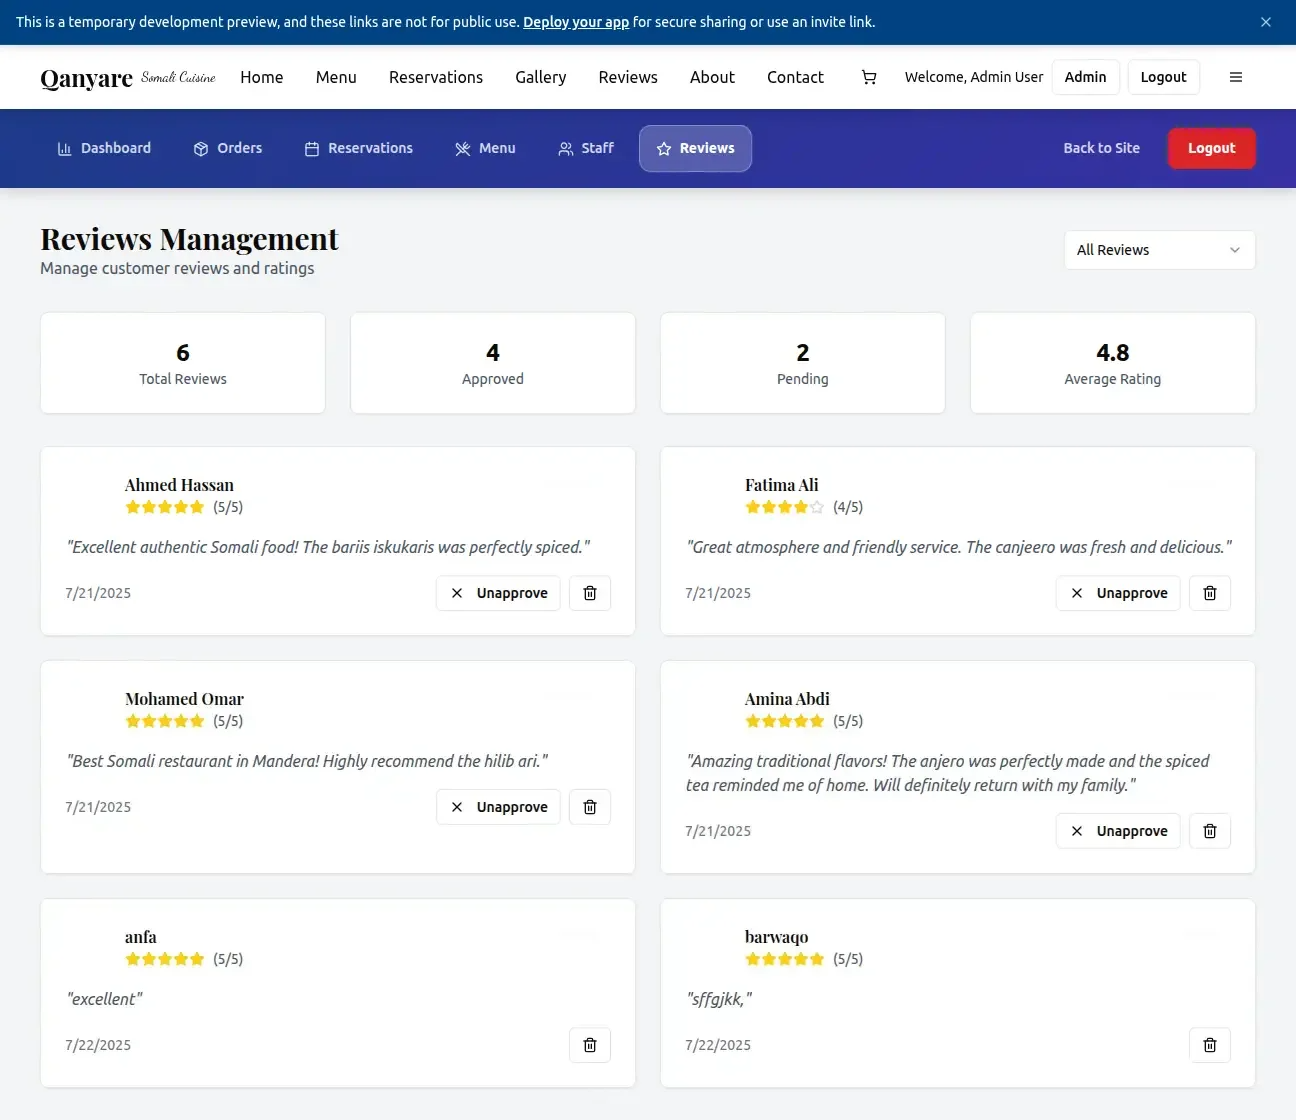 This is a temporary development preview, and these links are not for public use. Deploy your app for secure sharing or use an invite link.
Qanyare Somali Cuisine Home Menu Reservations Gallery Reviews About Contact Welcome, Admin User Admin Logout
Dashboard Orders Reservations Menu Staff Reviews Back to Site Logout
Reviews Management
Manage customer reviews and ratings
All Reviews
6
Total Reviews
4
Approved
2
Pending
4.8
Average Rating
Ahmed Hassan
(5/5)
"Excellent authentic Somali food! The bariis iskukaris was perfectly spiced."
7/21/2025 Unapprove
Fatima Ali
(4/5)
"Great atmosphere and friendly service. The canjeero was fresh and delicious."
7/21/2025 Unapprove
Mohamed Omar
(5/5)
"Best Somali restaurant in Mandera! Highly recommend the hilib ari."
7/21/2025 Unapprove
Amina Abdi
(5/5)
"Amazing traditional flavors! The anjero was perfectly made and the spiced
tea reminded me of home. Will definitely return with my family."
7/21/2025 Unapprove
anfa
(5/5)
"excellent"
7/22/2025
barwaqo
(5/5)
"sffgjkk,"
7/22/2025